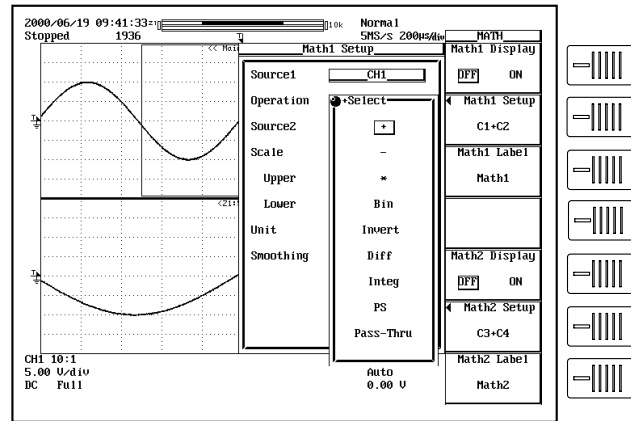 2000/06/19 09:41:33
10k
Normal
Stopped 1936
5MS/s 200µs/div
MATH
<< Mai
Math1 Setup
Math1 Display
OFF ON
Source1
CH1
Operation
Select
Math1 Setup
C1+C2
Source2
+
Scale
-
Math1 Label
Math1
Upper
*
Lower
Bin
Unit
Invert
Smoothing
Diff
Math2 Display
OFF ON
Integ
PS
Math2 Setup
C3+C4
Pass-Thru
Math2 Label
Math2
CH1 10:1
5.00 V/div
DC Full
Auto
0.00 V